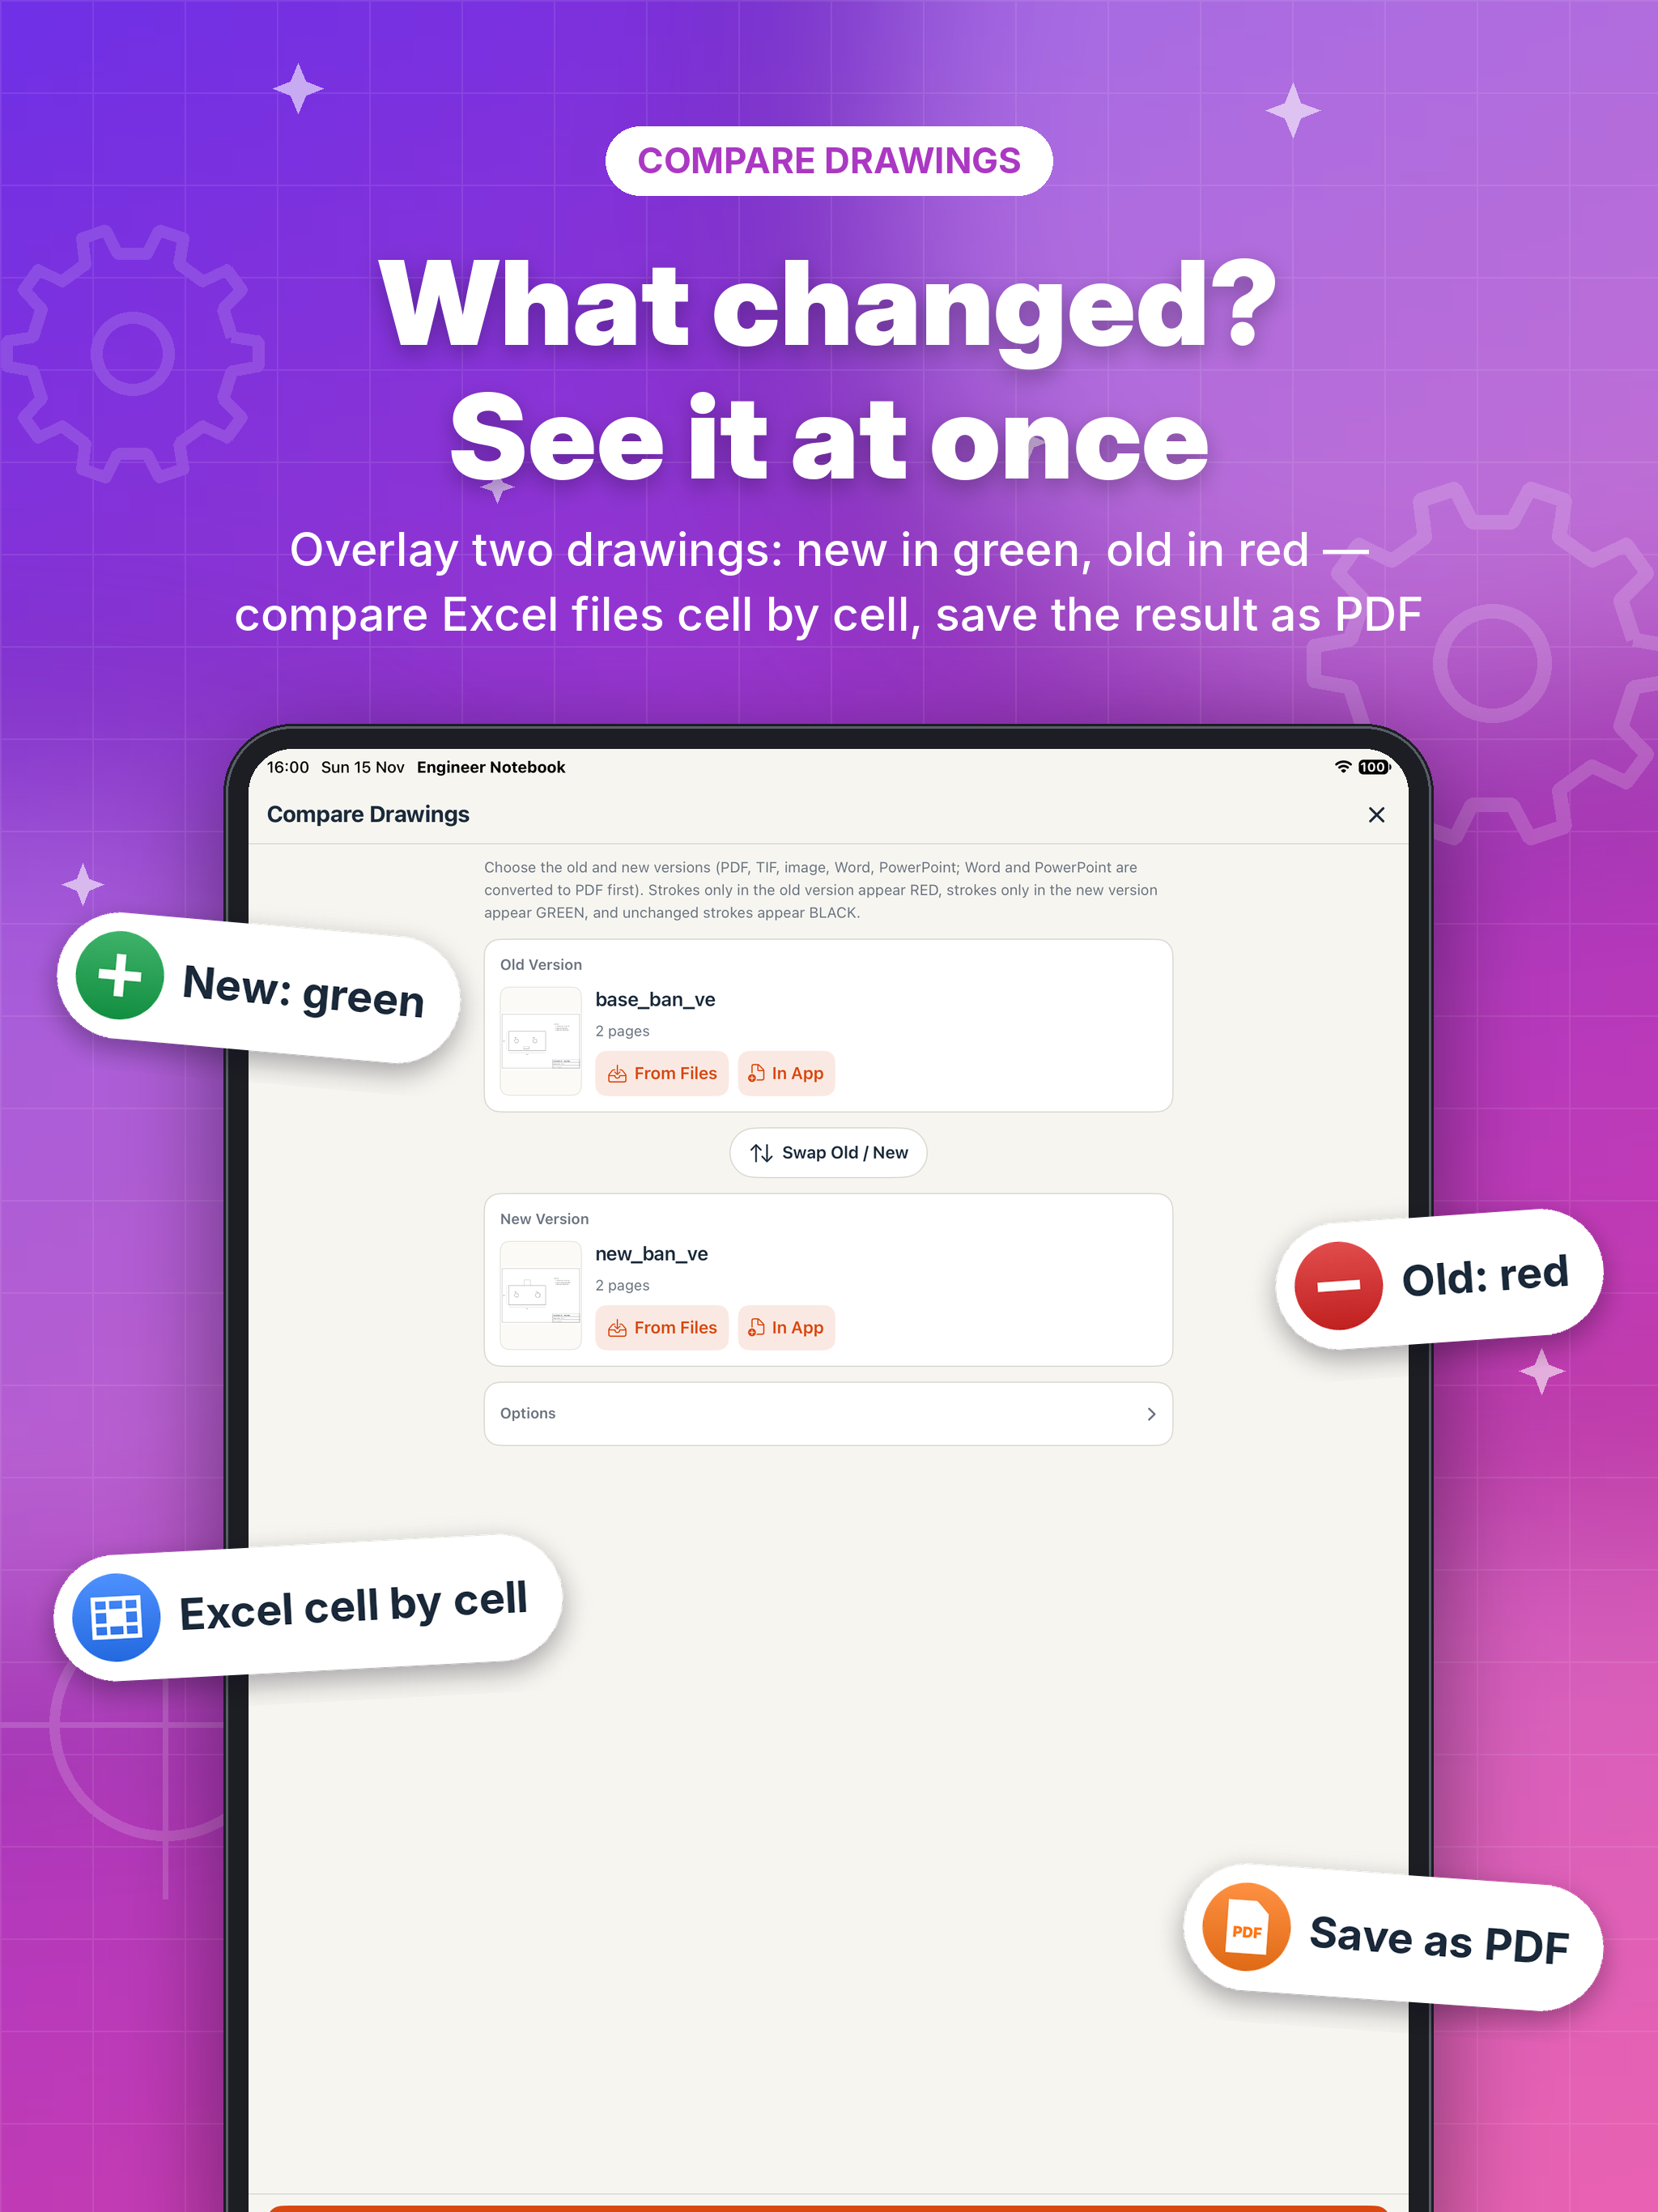 COMPARE DRAWINGS
What changed?
See it at once
Overlay two drawings: new in green, old in red —
compare Excel files cell by cell, save the result as PDF
16:00 Sun 15 Nov Engineer Notebook
100
Compare Drawings
Choose the old and new versions (PDF, TIF, image, Word, PowerPoint; Word and PowerPoint are
converted to PDF first). Strokes only in the old version appear RED, strokes only in the new version
appear GREEN, and unchanged strokes appear BLACK.
New: green
Old Version
base_ban_ve
2 pages
From Files
In App
Swap Old / New
New Version
new_ban_ve
2 pages
From Files
In App
Old: red
Options
Excel cell by cell
PDF
Save as PDF